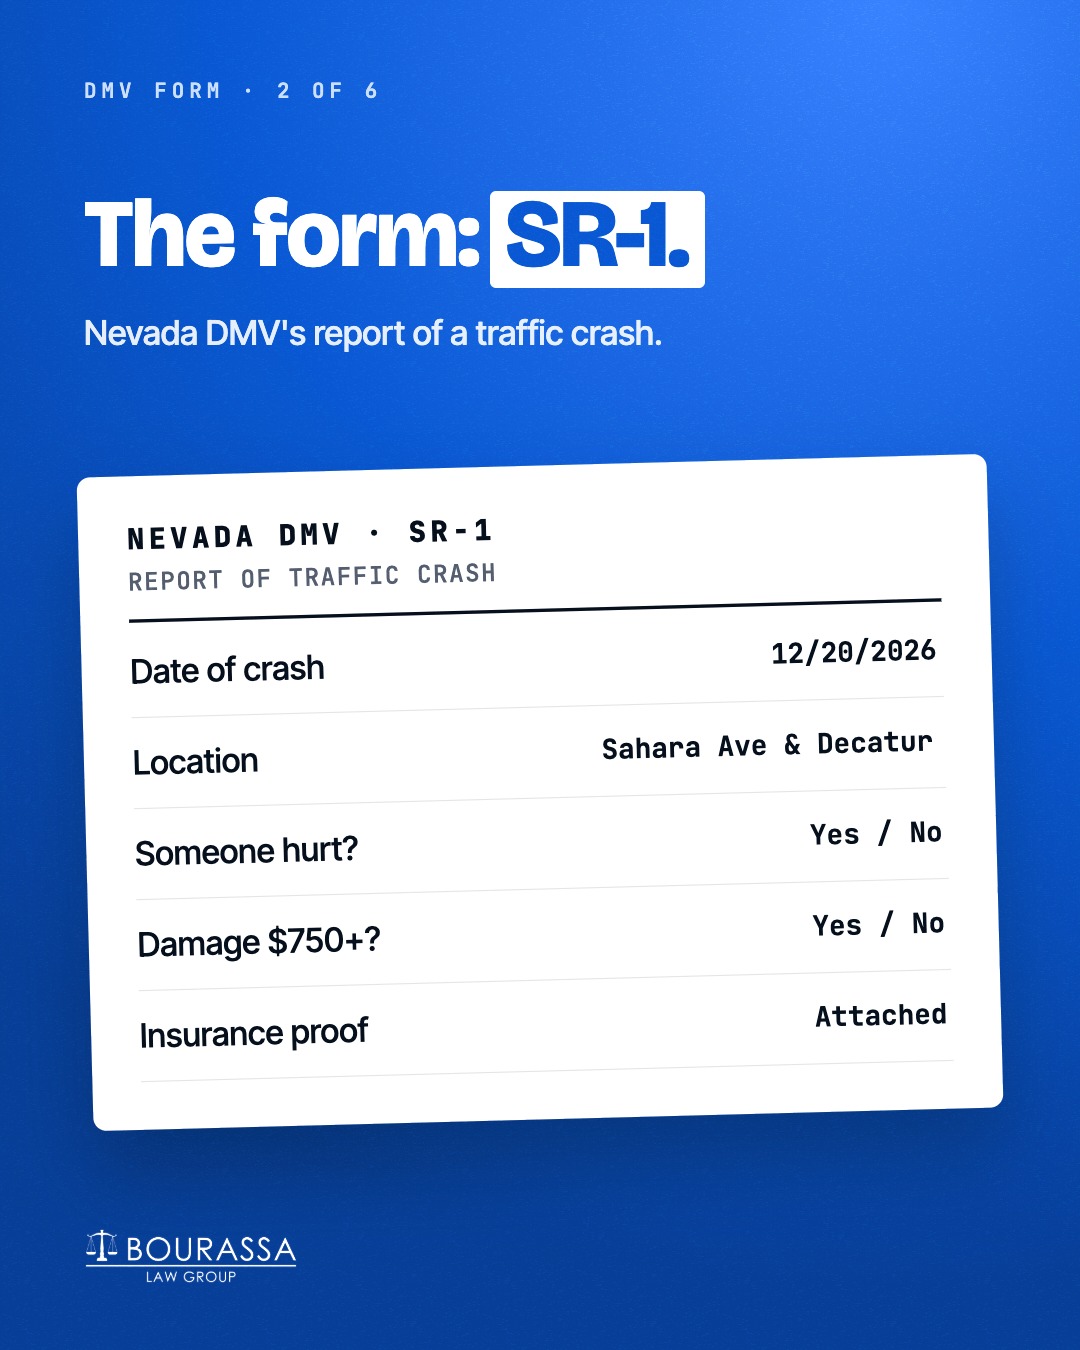 DMV FORM · 2 OF 6
The form: SR-1.
Nevada DMV's report of a traffic crash.
NEVADA DMV · SR-1
REPORT OF TRAFFIC CRASH
Date of crash 12/20/2026
Location Sahara Ave & Decatur
Someone hurt? Yes / No
Damage $750+? Yes / No
Insurance proof Attached
BOURASSA
LAW GROUP